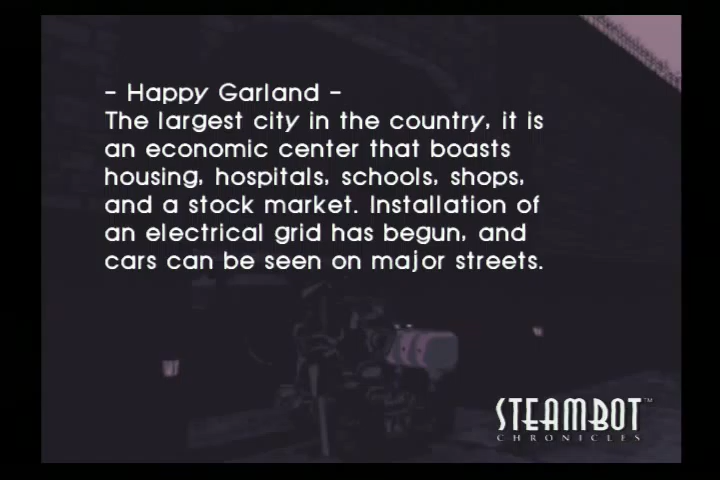 - Happy Garland -
The largest city in the country, it is
an economic center that boasts
housing, hospitals, schools, shops,
and a stock market. Installation of
an electrical grid has begun, and
cars can be seen on major streets.
STEAMBOT™
CHRONICLES